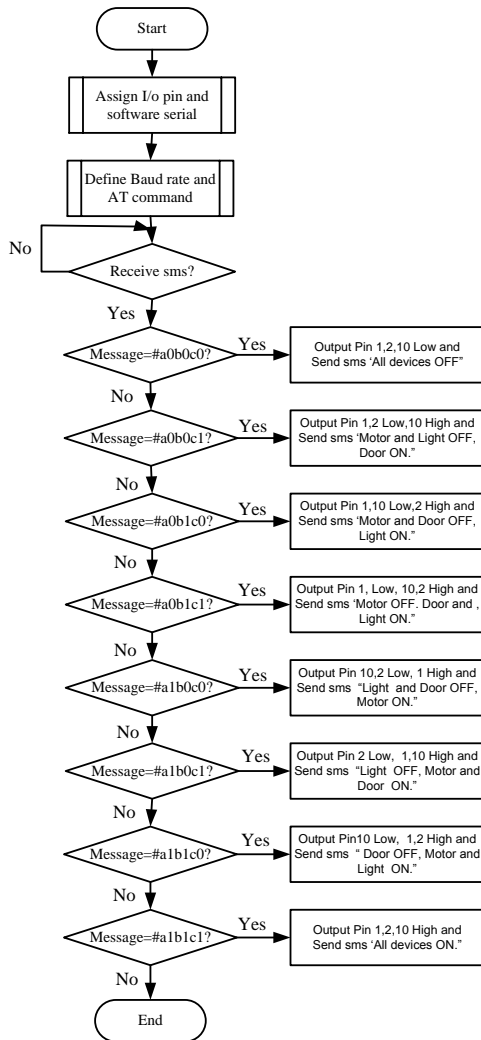 Start
Assign I/o pin and
software serial
Define Baud rate and
AT command
No
Receive sms?
Yes
Message=#a0b0c0?
Yes
Output Pin 1,2,10 Low and
Send sms ‘All devices OFF”
No
Message=#a0b0c1?
Yes
Output Pin 1,2 Low,10 High and
Send sms ‘Motor and Light OFF,
Door ON.”
No
Message=#a0b1c0?
Yes
Output Pin 1,10 Low,2 High and
Send sms ‘Motor and Door OFF,
Light ON.”
No
Message=#a0b1c1?
Yes
Output Pin 1, Low, 10,2 High and
Send sms ‘Motor OFF. Door and ,
Light ON.”
No
Message=#a1b0c0?
Yes
Output Pin 10,2 Low, 1 High and
Send sms “Light and Door OFF,
Motor ON.”
No
Message=#a1b0c1?
Yes
Output Pin 2 Low, 1,10 High and
Send sms “Light OFF, Motor and
Door ON.”
No
Message=#a1b1c0?
Yes
Output Pin10 Low, 1,2 High and
Send sms “ Door OFF, Motor and
Light ON.”
No
Message=#a1b1c1?
Yes
Output Pin 1,2,10 High and
Send sms ‘All devices ON.”
No
End